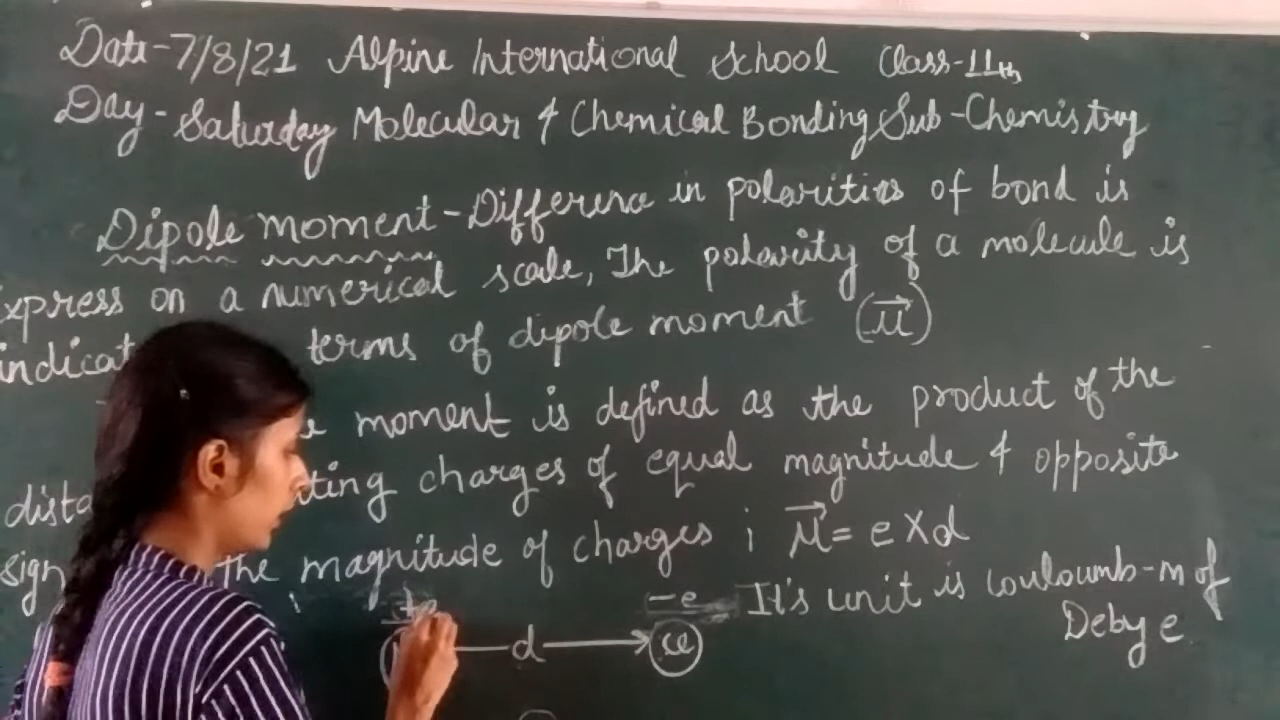 Date-7/8/21 Alpine International School Class-11th
Day-Saturday Molecular & Chemical Bonding Sub-Chemistry
Dipole moment-Difference in polarities of bond is
express on a numerical scale, The polarity of a molecule is
indicat terms of dipole moment (μ⃗)
moment is defined as the product of the
dista ting charges of equal magnitude & opposite
sign the magnitude of charges ; μ⃗ = e x d
-e It's unit is couloumb-m of
d Debye